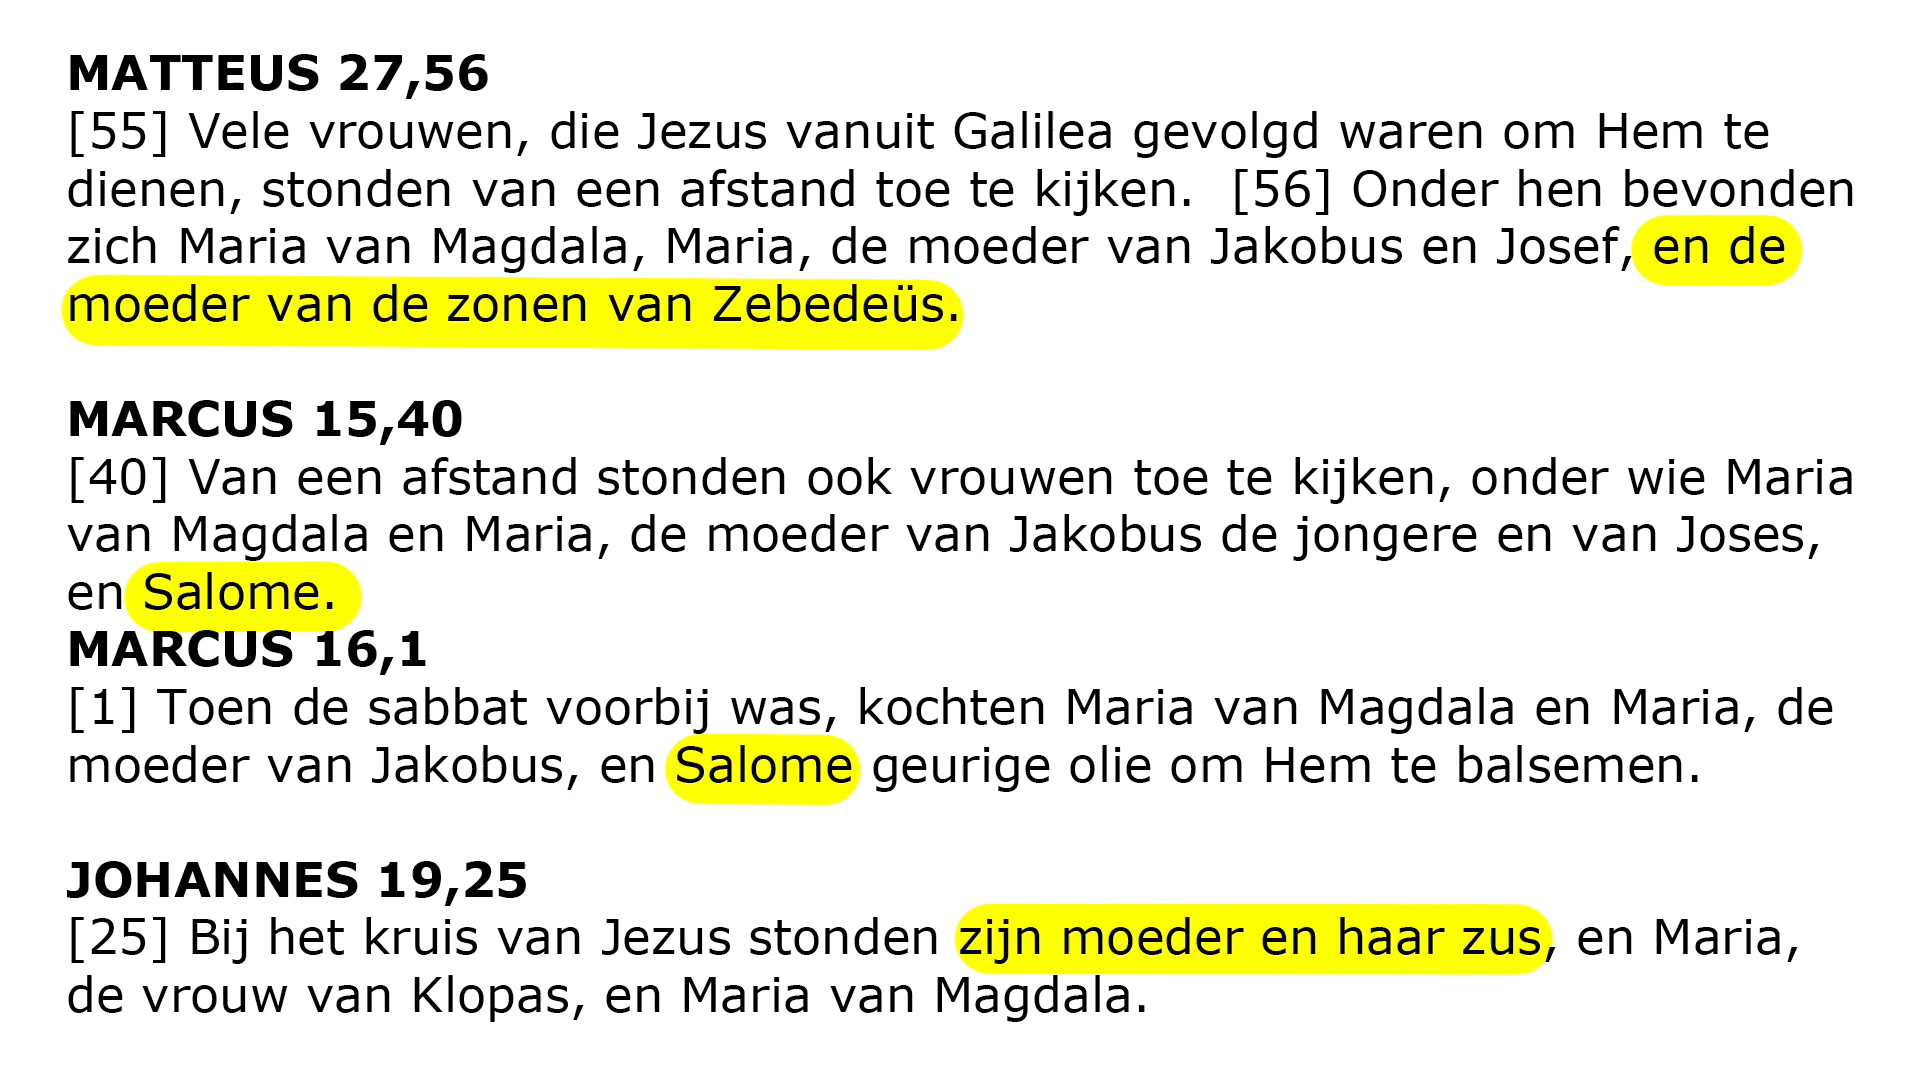 MATTEUS 27,56
[55] Vele vrouwen, die Jezus vanuit Galilea gevolgd waren om Hem te
dienen, stonden van een afstand toe te kijken.  [56] Onder hen bevonden
zich Maria van Magdala, Maria, de moeder van Jakobus en Josef, en de
moeder van de zonen van Zebedeüs.
MARCUS 15,40
[40] Van een afstand stonden ook vrouwen toe te kijken, onder wie Maria
van Magdala en Maria, de moeder van Jakobus de jongere en van Joses,
en Salome.
MARCUS 16,1
[1] Toen de sabbat voorbij was, kochten Maria van Magdala en Maria, de
moeder van Jakobus, en Salome geurige olie om Hem te balsemen.
JOHANNES 19,25
[25] Bij het kruis van Jezus stonden zijn moeder en haar zus, en Maria,
de vrouw van Klopas, en Maria van Magdala.